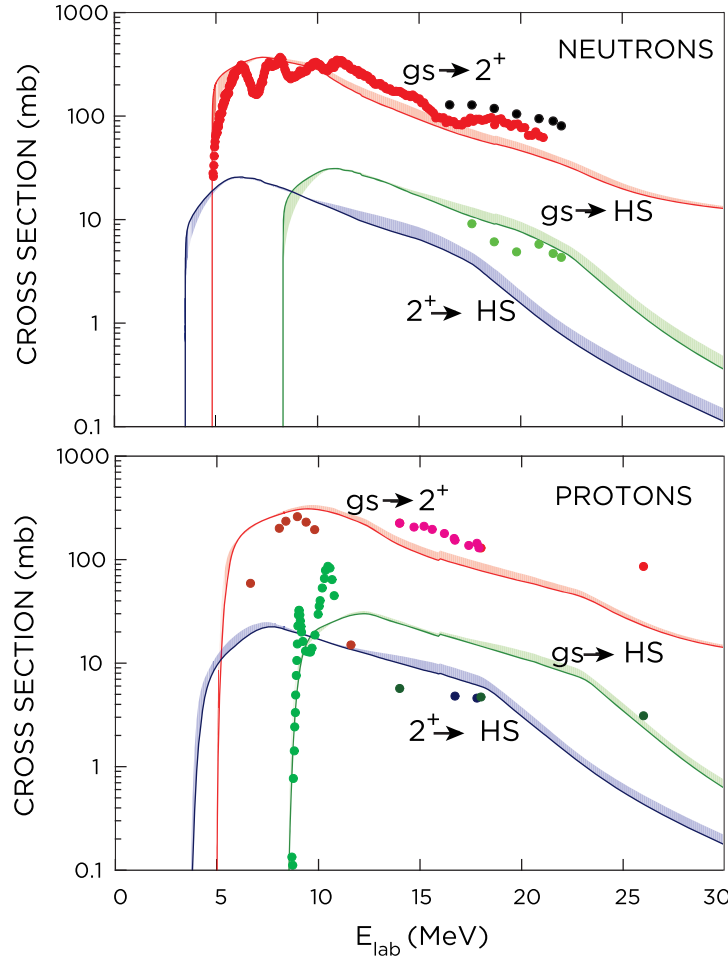 1000
100
10
1
0.1
CROSS SECTION (mb)
NEUTRONS
gs→2⁺
gs→HS
2⁺→ HS
1000
100
10
1
0.1
CROSS SECTION (mb)
PROTONS
gs→2⁺
gs→HS
2⁺→ HS
0 5 10 15 20 25 30
E_lab (MeV)